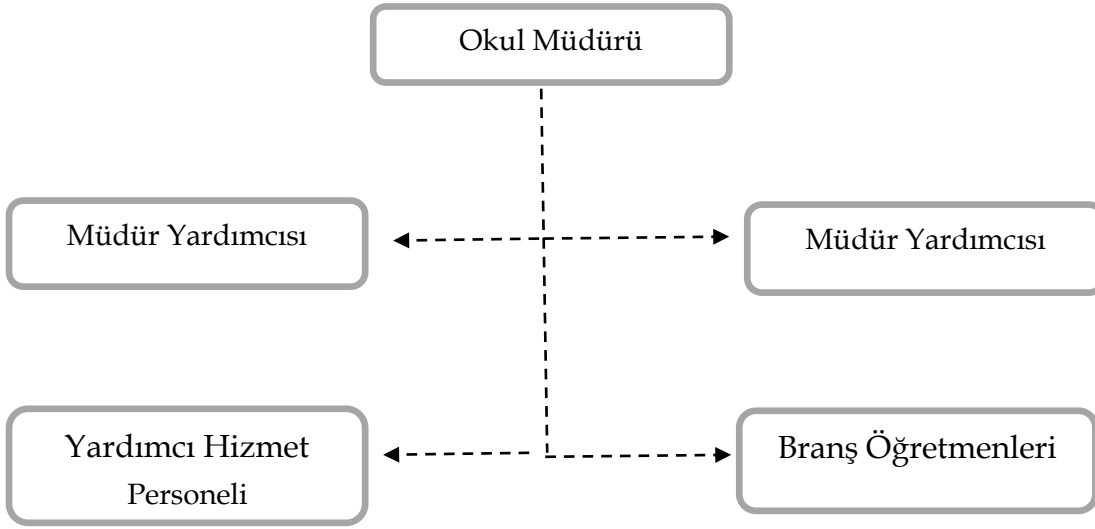 Okul Müdürü
Müdür Yardımcısı
Müdür Yardımcısı
Yardımcı Hizmet
Personeli
Branş Öğretmenleri